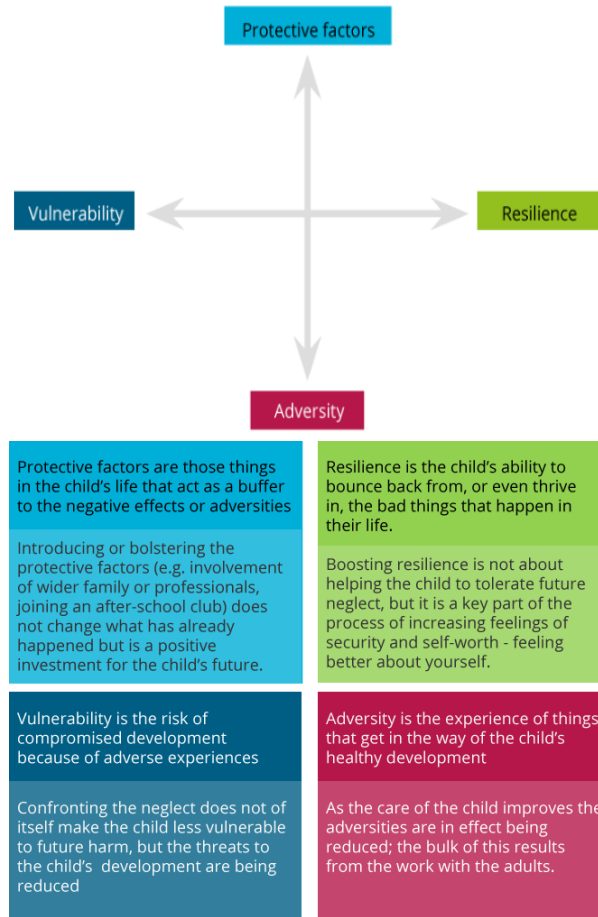 Protective factors
Vulnerability
Resilience
Adversity
Protective factors are those things
in the child's life that act as a buffer
to the negative effects or adversities
Introducing or bolstering the
protective factors (e.g. involvement
of wider family or professionals,
joining an after-school club) does
not change what has already
happened but is a positive
investment for the child's future.
Resilience is the child's ability to
bounce back from, or even thrive
in, the bad things that happen in
their life.
Boosting resilience is not about
helping the child to tolerate future
neglect, but it is a key part of the
process of increasing feelings of
security and self-worth - feeling
better about yourself.
Vulnerability is the risk of
compromised development
because of adverse experiences
Confronting the neglect does not of
itself make the child less vulnerable
to future harm, but the threats to
the child's  development are being
reduced
Adversity is the experience of things
that get in the way of the child's
healthy development
As the care of the child improves the
adversities are in effect being
reduced; the bulk of this results
from the work with the adults.